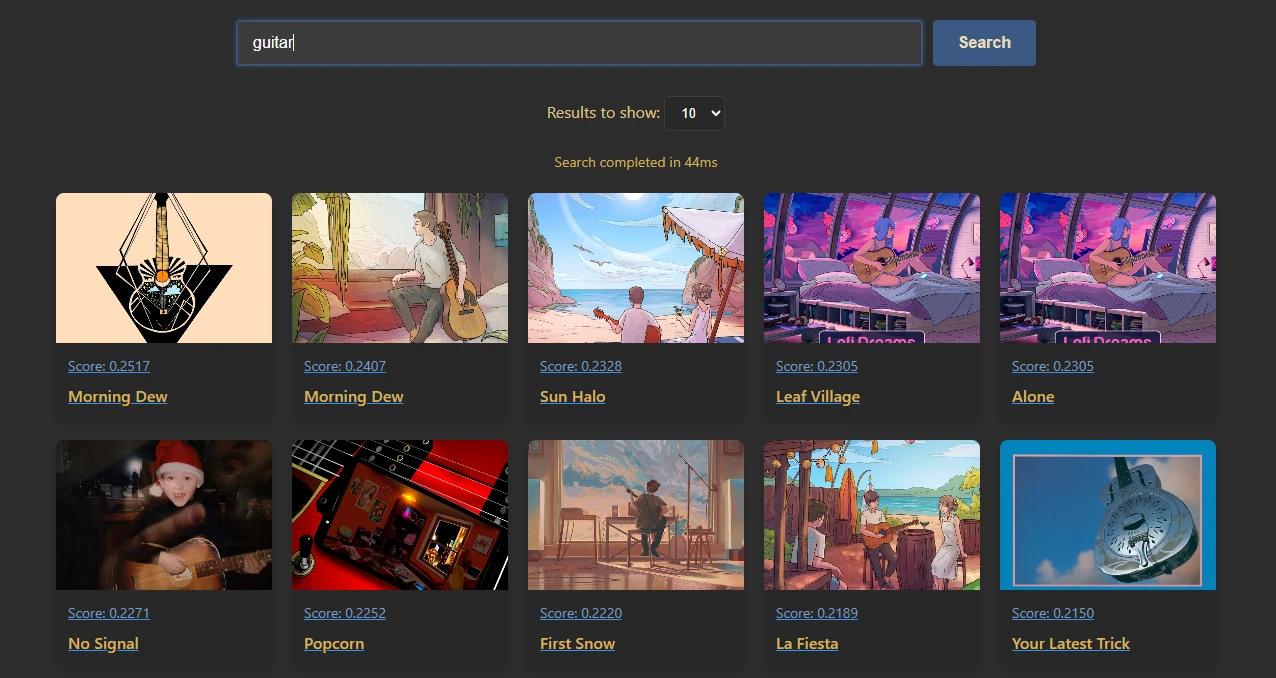 guitar
Search
Results to show: 10
Search completed in 44ms
Lofi Dreams
Lofi Dreams
Score: 0.2517
Score: 0.2407
Score: 0.2328
Score: 0.2305
Score: 0.2305
Morning Dew
Morning Dew
Sun Halo
Leaf Village
Alone
Score: 0.2271
Score: 0.2252
Score: 0.2220
Score: 0.2189
Score: 0.2150
No Signal
Popcorn
First Snow
La Fiesta
Your Latest Trick